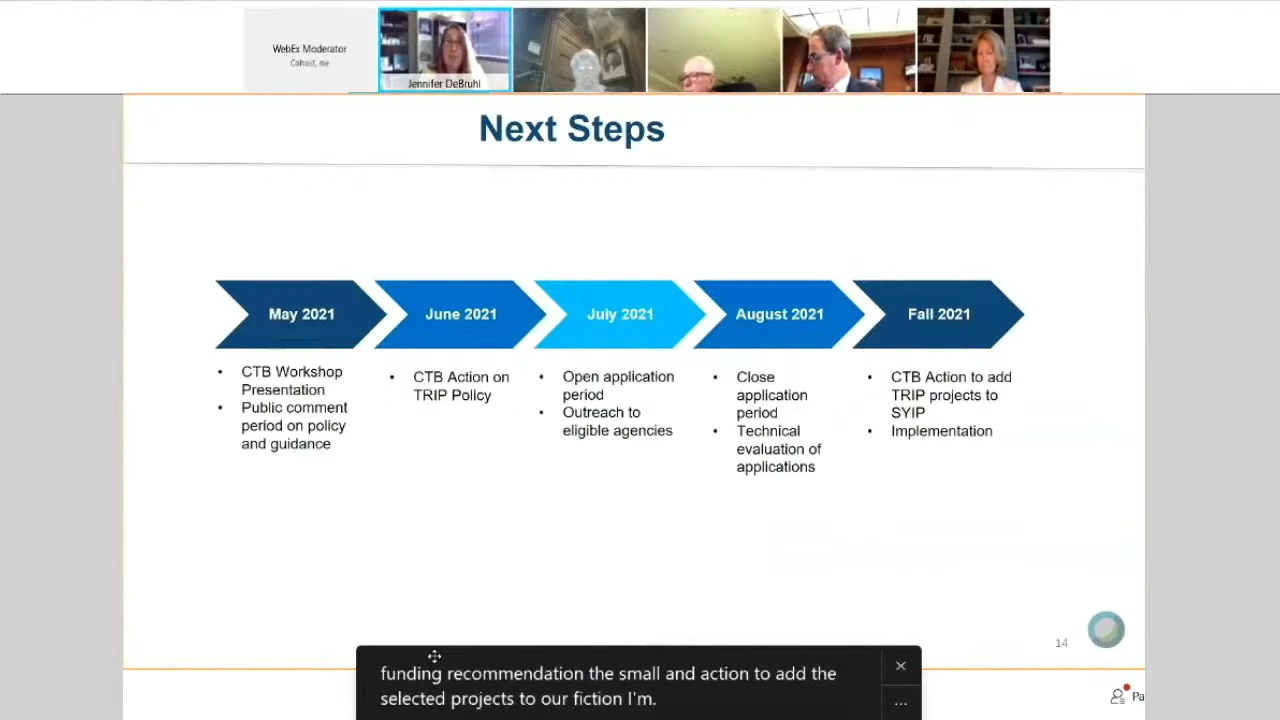 WebEx Moderator
Cohost, me
Jennifer DeBruhl
Next Steps
May 2021
June 2021
July 2021
August 2021
Fall 2021
• CTB Workshop
Presentation
• Public comment
period on policy
and guidance
• CTB Action on
TRIP Policy
• Open application
period
• Outreach to
eligible agencies
• Close
application
period
• Technical
evaluation of
applications
• CTB Action to add
TRIP projects to
SYIP
• Implementation
14
funding recommendation the small and action to add the
selected projects to our fiction I'm.
Pa